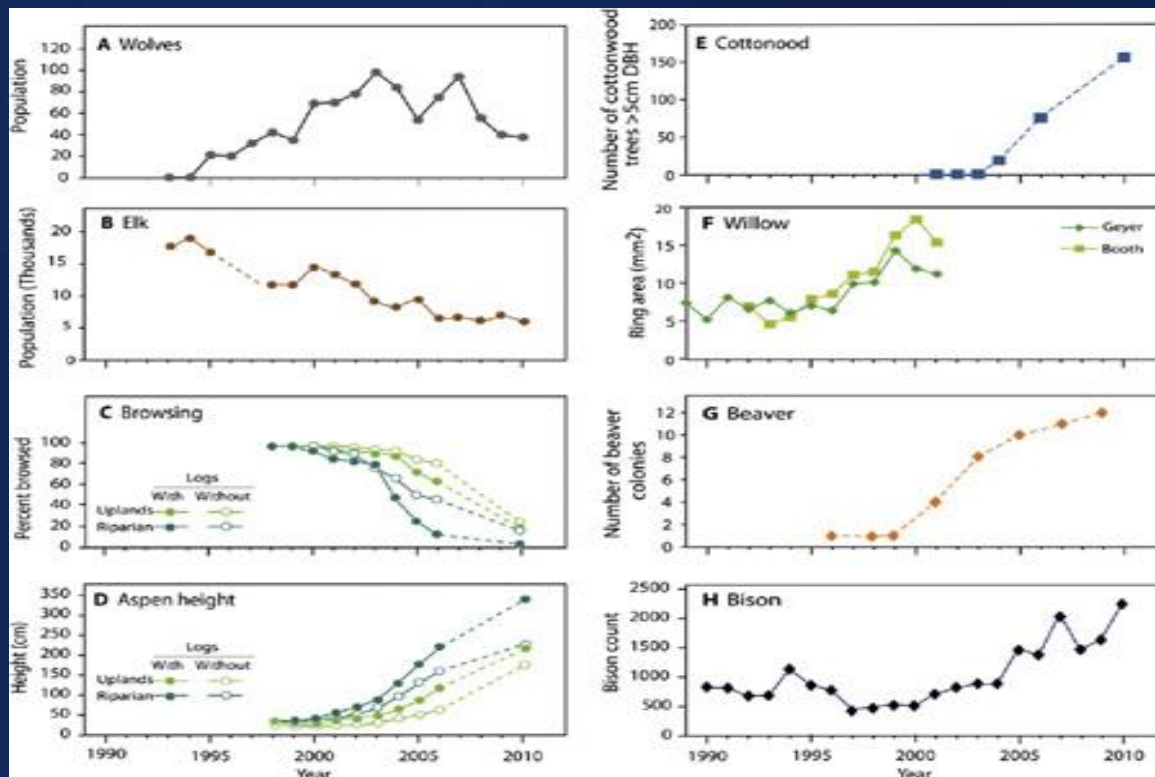 A Wolves
Population
120
100
80
60
40
20
0
1990
1995
2000
2005
2010
B Elk
Population (Thousands)
20
15
10
5
0
C Browsing
Percent browsed
100
80
60
40
20
0
Logs
With Without
Uplands
Riparian
D Aspen height
Height (cm)
350
300
250
200
150
100
50
0
Logs
With Without
Uplands
Riparian
1990 1995 2000 2005 2010
Year
E Cottonood
Number of cottonwood
trees >5cm DBH
200
150
100
50
0
F Willow
Ring area (mm²)
20
15
10
5
0
Geyer
Booth
G Beaver
Number of beaver
colonies
12
10
8
6
4
2
0
H Bison
Bison count
2500
2000
1500
1000
500
0
1990 1995 2000 2005 2010
Year